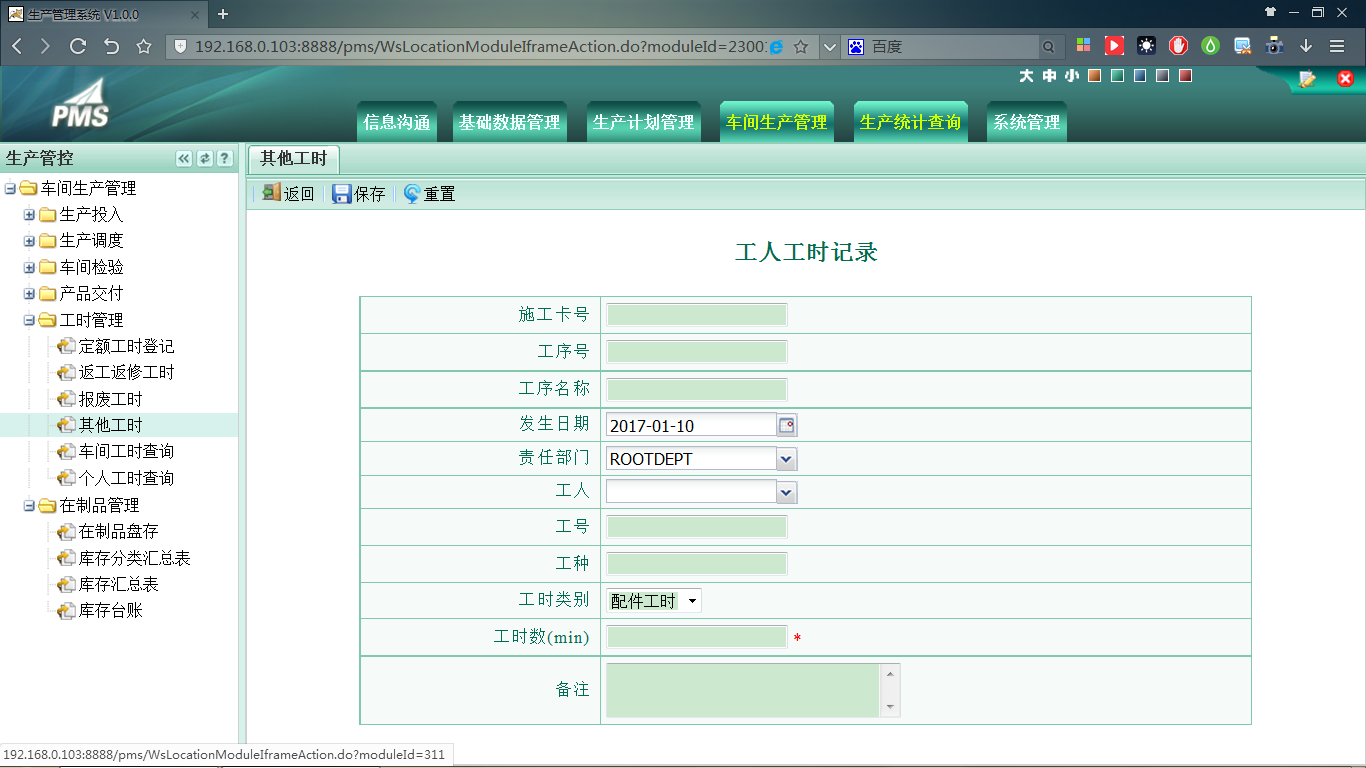 生产管理系统 V1.0.0
192.168.0.103:8888/pms/WsLocationModuleIframeAction.do?moduleId=2300
百度
大 中 小
PMS
信息沟通 基础数据管理 生产计划管理 车间生产管理 生产统计查询 系统管理
生产管控
其他工时
车间生产管理
生产投入
生产调度
车间检验
产品交付
工时管理
定额工时登记
返工返修工时
报废工时
其他工时
车间工时查询
个人工时查询
在制品管理
在制品盘存
库存分类汇总表
库存汇总表
库存台账
返回 保存 重置
工人工时记录
施工卡号
工序号
工序名称
发生日期 2017-01-10
责任部门 ROOTDEPT
工人
工号
工种
工时类别 配件工时
工时数(min) *
备注
192.168.0.103:8888/pms/WsLocationModuleIframeAction.do?moduleId=311